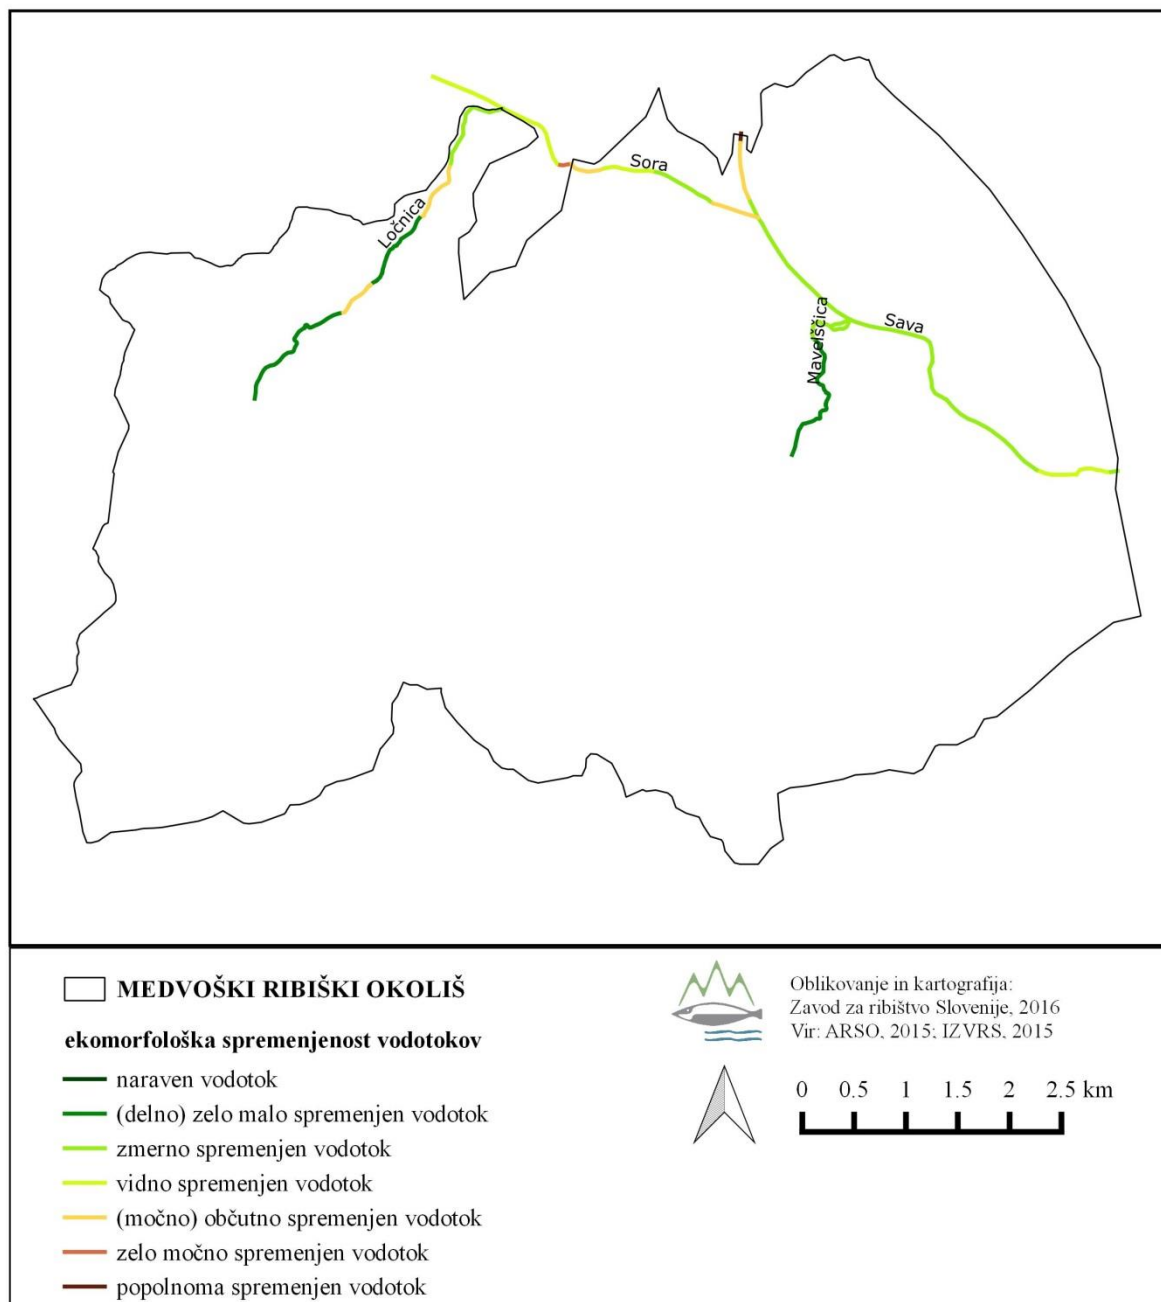 Sora
Ločnica
Mavelščica
Sava
MEDVOŠKI RIBIŠKI OKOLIŠ
ekomorfološka spremenjenost vodotokov
naraven vodotok
(delno) zelo malo spremenjen vodotok
zmerno spremenjen vodotok
vidno spremenjen vodotok
(močno) občutno spremenjen vodotok
zelo močno spremenjen vodotok
popolnoma spremenjen vodotok
Oblikovanje in kartografija:
Zavod za ribištvo Slovenije, 2016
Vir: ARSO, 2015; IZVRS, 2015
0 0.5 1 1.5 2 2.5 km